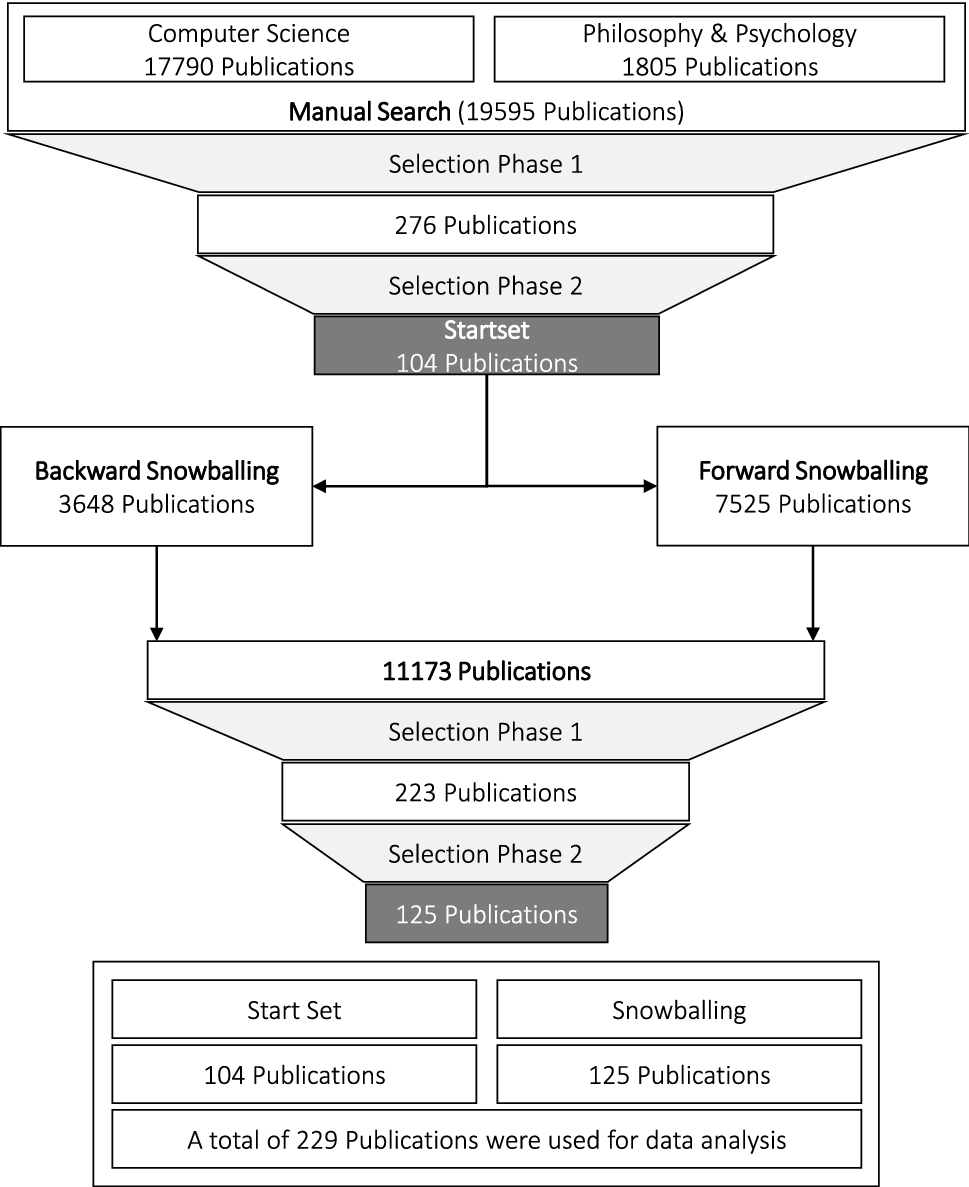 Computer Science
17790 Publications
Philosophy & Psychology
1805 Publications
Manual Search (19595 Publications)
Selection Phase 1
276 Publications
Selection Phase 2
Startset
104 Publications
Backward Snowballing
3648 Publications
Forward Snowballing
7525 Publications
11173 Publications
Selection Phase 1
223 Publications
Selection Phase 2
125 Publications
Start Set
Snowballing
104 Publications
125 Publications
A total of 229 Publications were used for data analysis